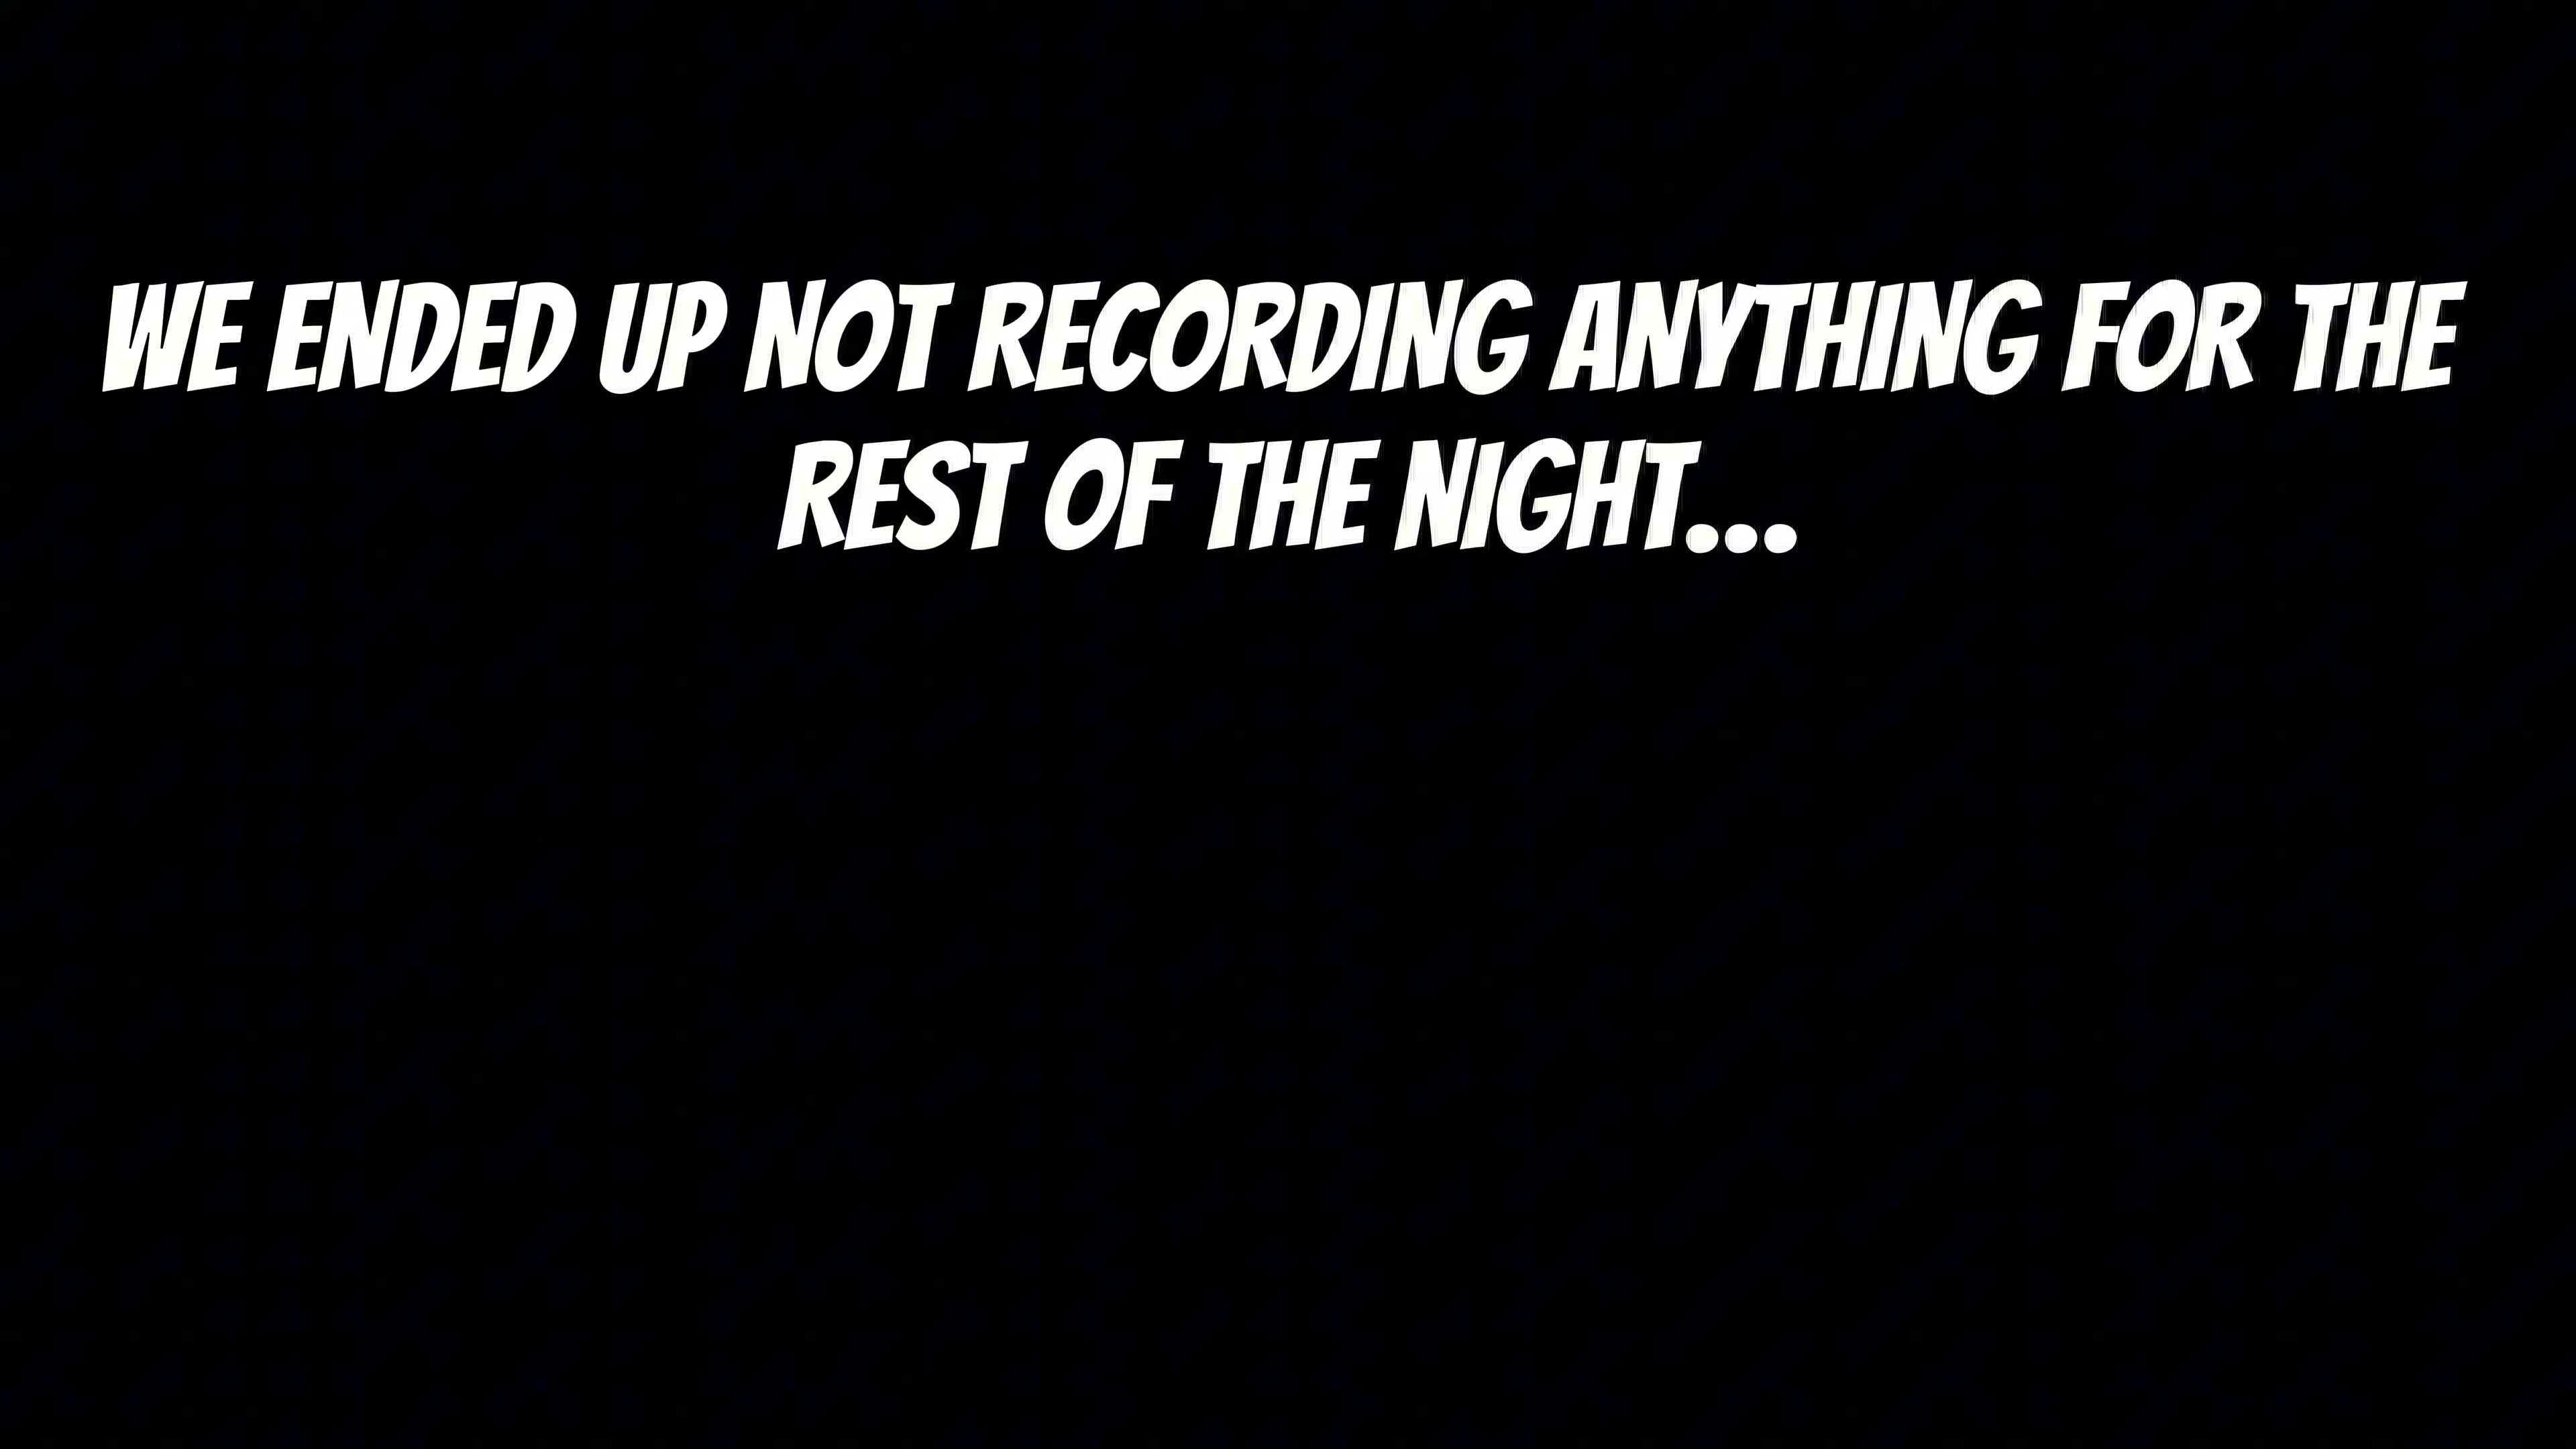 WE ENDED UP NOT RECORDING ANYTHING FOR THE
REST OF THE NIGHT...